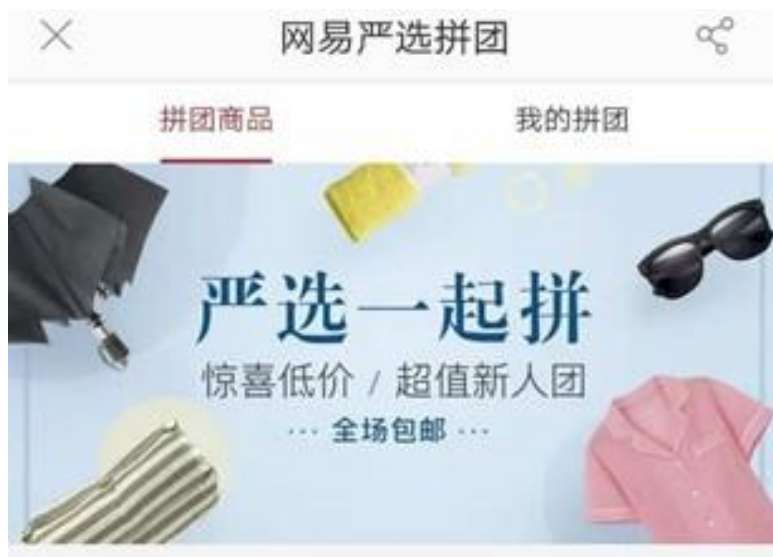 网易严选拼团
拼团商品
我的拼团
严选一起拼
惊喜低价 / 超值新人团
··· 全场包邮 ···